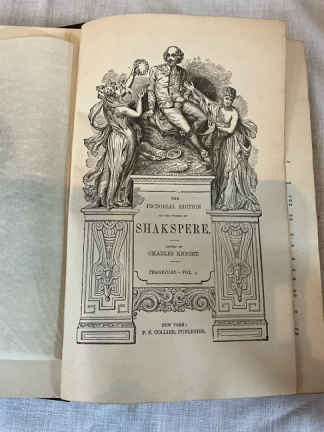 THE
PICTORIAL EDITION
OF THE WORKS OF
SHAKSPERE.
EDITED BY
CHARLES KNIGHT.
TRAGEDIES.—VOL.
NEW YORK:
P. F. COLLIER, PUBLISHER.